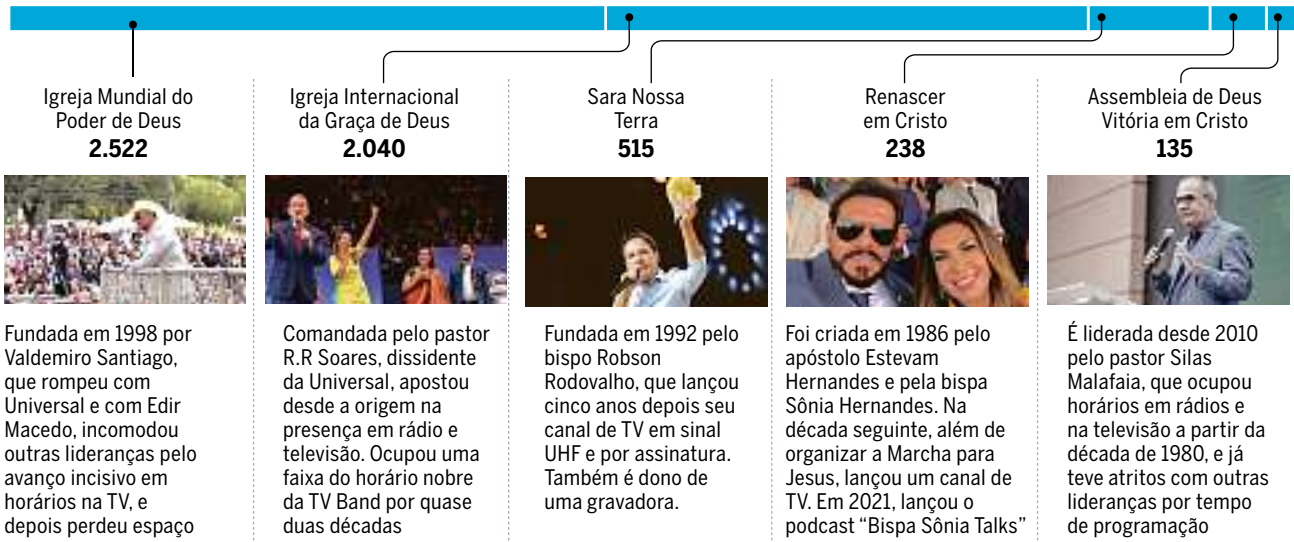 Igreja Mundial do
Poder de Deus
2.522
Igreja Internacional
da Graça de Deus
2.040
Sara Nossa
Terra
515
Renascer
em Cristo
238
Assembleia de Deus
Vitória em Cristo
135
Fundada em 1998 por
Valdemiro Santiago,
que rompeu com
Universal e com Edir
Macedo, incomodou
outras lideranças pelo
avanço incisivo em
horários na TV, e
depois perdeu espaço
Comandada pelo pastor
R.R Soares, dissidente
da Universal, apostou
desde a origem na
presença em rádio e
televisão. Ocupou uma
faixa do horário nobre
da TV Band por quase
duas décadas
Fundada em 1992 pelo
bispo Robson
Rodovalho, que lançou
cinco anos depois seu
canal de TV em sinal
UHF e por assinatura.
Também é dono de
uma gravadora.
Foi criada em 1986 pelo
apóstolo Estevam
Hernandes e pela bispa
Sônia Hernandes. Na
década seguinte, além de
organizar a Marcha para
Jesus, lançou um canal de
TV. Em 2021, lançou o
podcast “Bispa Sônia Talks”
É liderada desde 2010
pelo pastor Silas
Malafaia, que ocupou
horários em rádios e
na televisão a partir da
década de 1980, e já
teve atritos com outras
lideranças por tempo
de programação